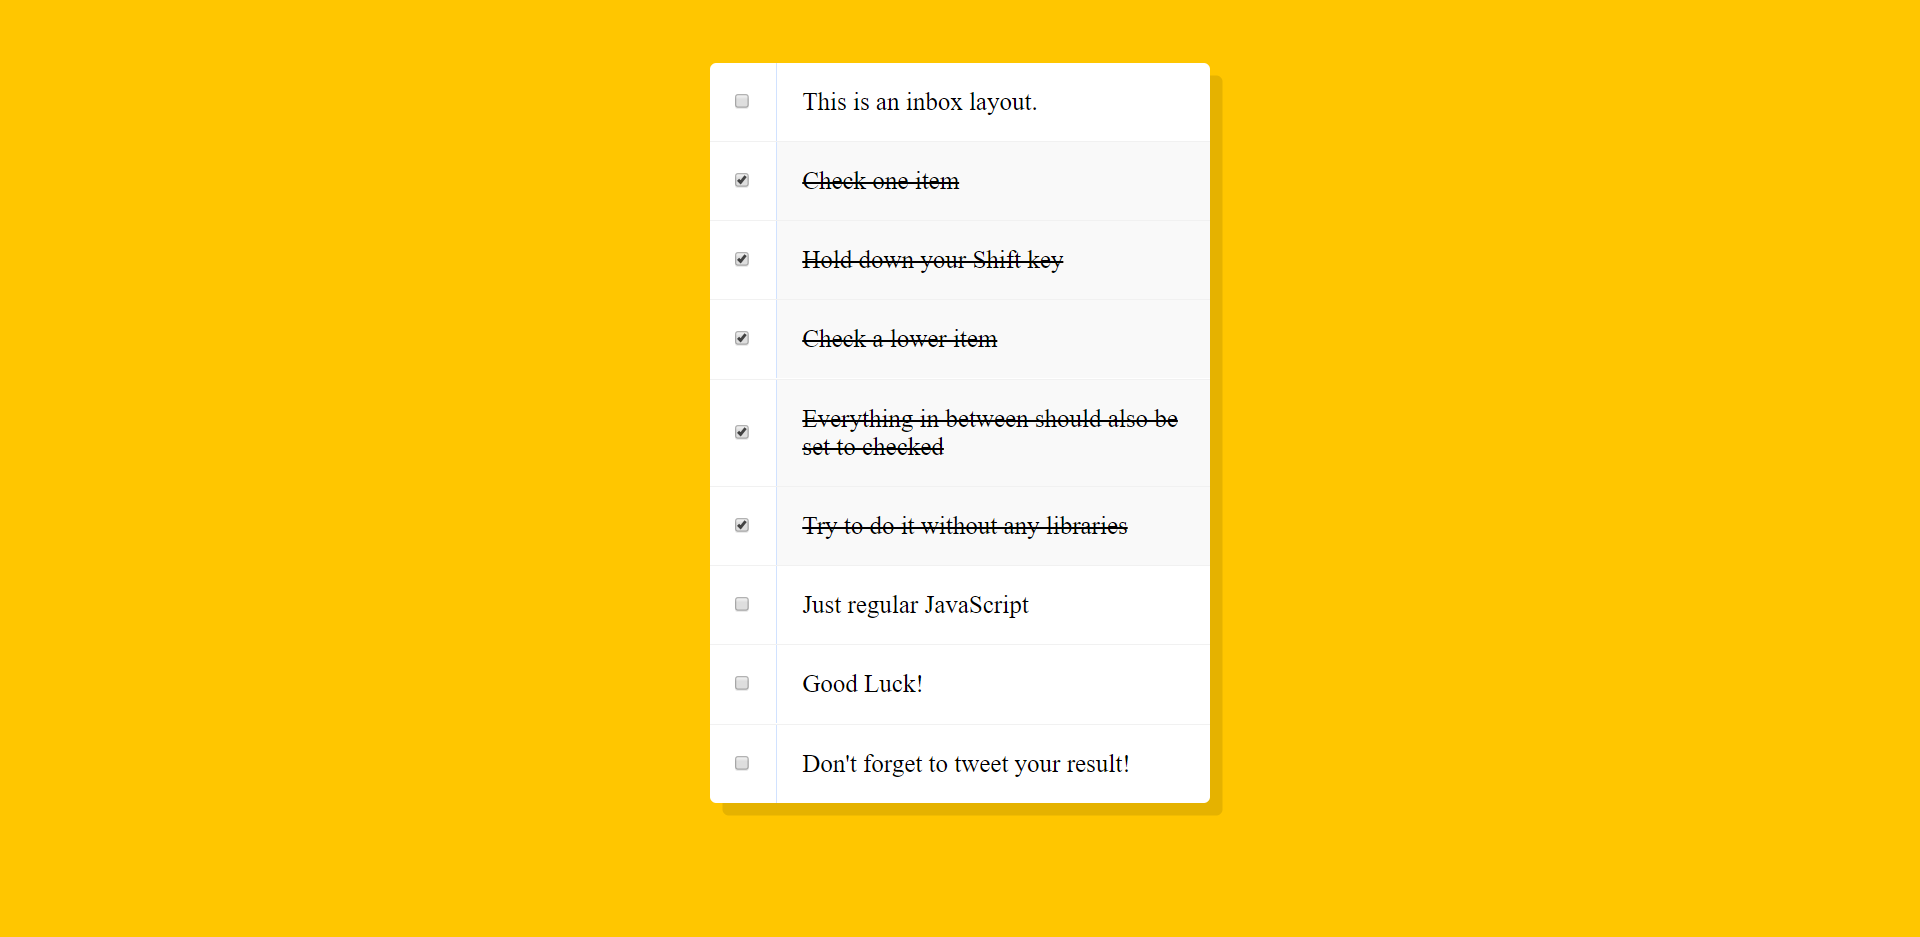 This is an inbox layout.
Check one item
Hold down your Shift key
Check a lower item
Everything in between should also be
set to checked
Try to do it without any libraries
Just regular JavaScript
Good Luck!
Don't forget to tweet your result!